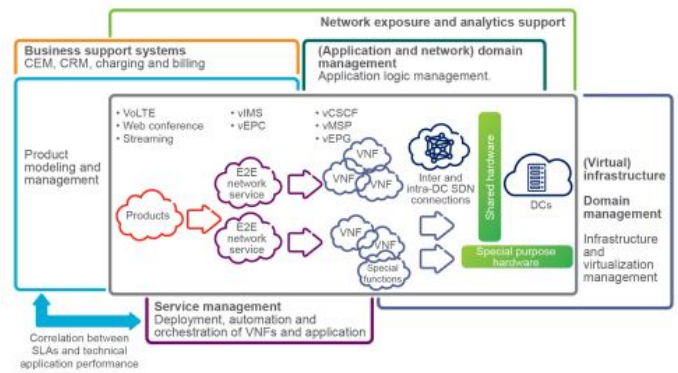 Network exposure and analytics support
Business support systems
CEM, CRM, charging and billing
(Application and network) domain
management
Application logic management.
Product
modeling and
management
• VoLTE
• Web conference
• Streaming
• vIMS
• vEPC
• vCSCF
• vMSP
• vEPG
Products
E2E
network
service
E2E
network
service
VNF
VNF
VNF
VNF
VNF
Special
functions
Inter and
intra-DC SDN
connections
Shared hardware
DCs
Special purpose
hardware
(Virtual)
infrastructure
Domain
management
Infrastructure
and
virtualization
management
Service management
Deployment, automation and
orchestration of VNFs and application
Correlation between
SLAs and technical
application performance